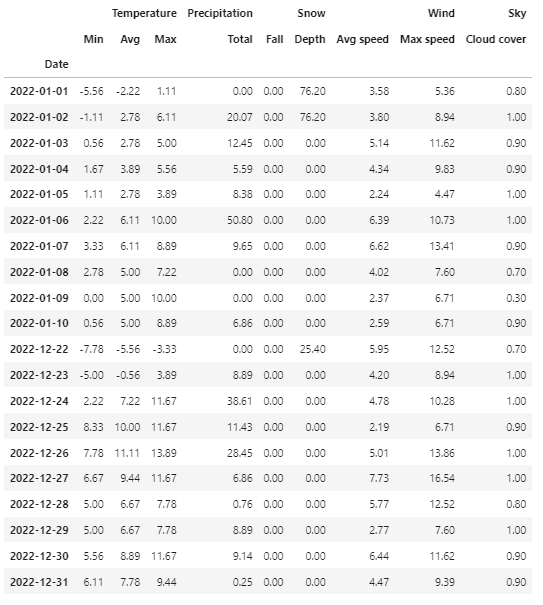 Temperature Precipitation Snow Wind Sky
Min Avg Max Total Fall Depth Avg speed Max speed Cloud cover
Date
2022-01-01 -5.56 -2.22 1.11 0.00 0.00 76.20 3.58 5.36 0.80
2022-01-02 -1.11 2.78 6.11 20.07 0.00 76.20 3.80 8.94 1.00
2022-01-03 0.56 2.78 5.00 12.45 0.00 0.00 5.14 11.62 0.90
2022-01-04 1.67 3.89 5.56 5.59 0.00 0.00 4.34 9.83 0.90
2022-01-05 1.11 2.78 3.89 8.38 0.00 0.00 2.24 4.47 1.00
2022-01-06 2.22 6.11 10.00 50.80 0.00 0.00 6.39 10.73 1.00
2022-01-07 3.33 6.11 8.89 9.65 0.00 0.00 6.62 13.41 0.90
2022-01-08 2.78 5.00 7.22 0.00 0.00 0.00 4.02 7.60 0.70
2022-01-09 0.00 5.00 10.00 0.00 0.00 0.00 2.37 6.71 0.30
2022-01-10 0.56 5.00 8.89 6.86 0.00 0.00 2.59 6.71 0.90
2022-12-22 -7.78 -5.56 -3.33 0.00 0.00 25.40 5.95 12.52 0.70
2022-12-23 -5.00 -0.56 3.89 8.89 0.00 0.00 4.20 8.94 1.00
2022-12-24 2.22 7.22 11.67 38.61 0.00 0.00 4.78 10.28 1.00
2022-12-25 8.33 10.00 11.67 11.43 0.00 0.00 2.19 6.71 0.90
2022-12-26 7.78 11.11 13.89 28.45 0.00 0.00 5.01 13.86 1.00
2022-12-27 6.67 9.44 11.67 6.86 0.00 0.00 7.73 16.54 1.00
2022-12-28 5.00 6.67 7.78 0.76 0.00 0.00 5.77 12.52 0.80
2022-12-29 5.00 6.67 7.78 8.89 0.00 0.00 2.77 7.60 1.00
2022-12-30 5.56 8.89 11.67 9.14 0.00 0.00 6.44 11.62 0.90
2022-12-31 6.11 7.78 9.44 0.25 0.00 0.00 4.47 9.39 0.90